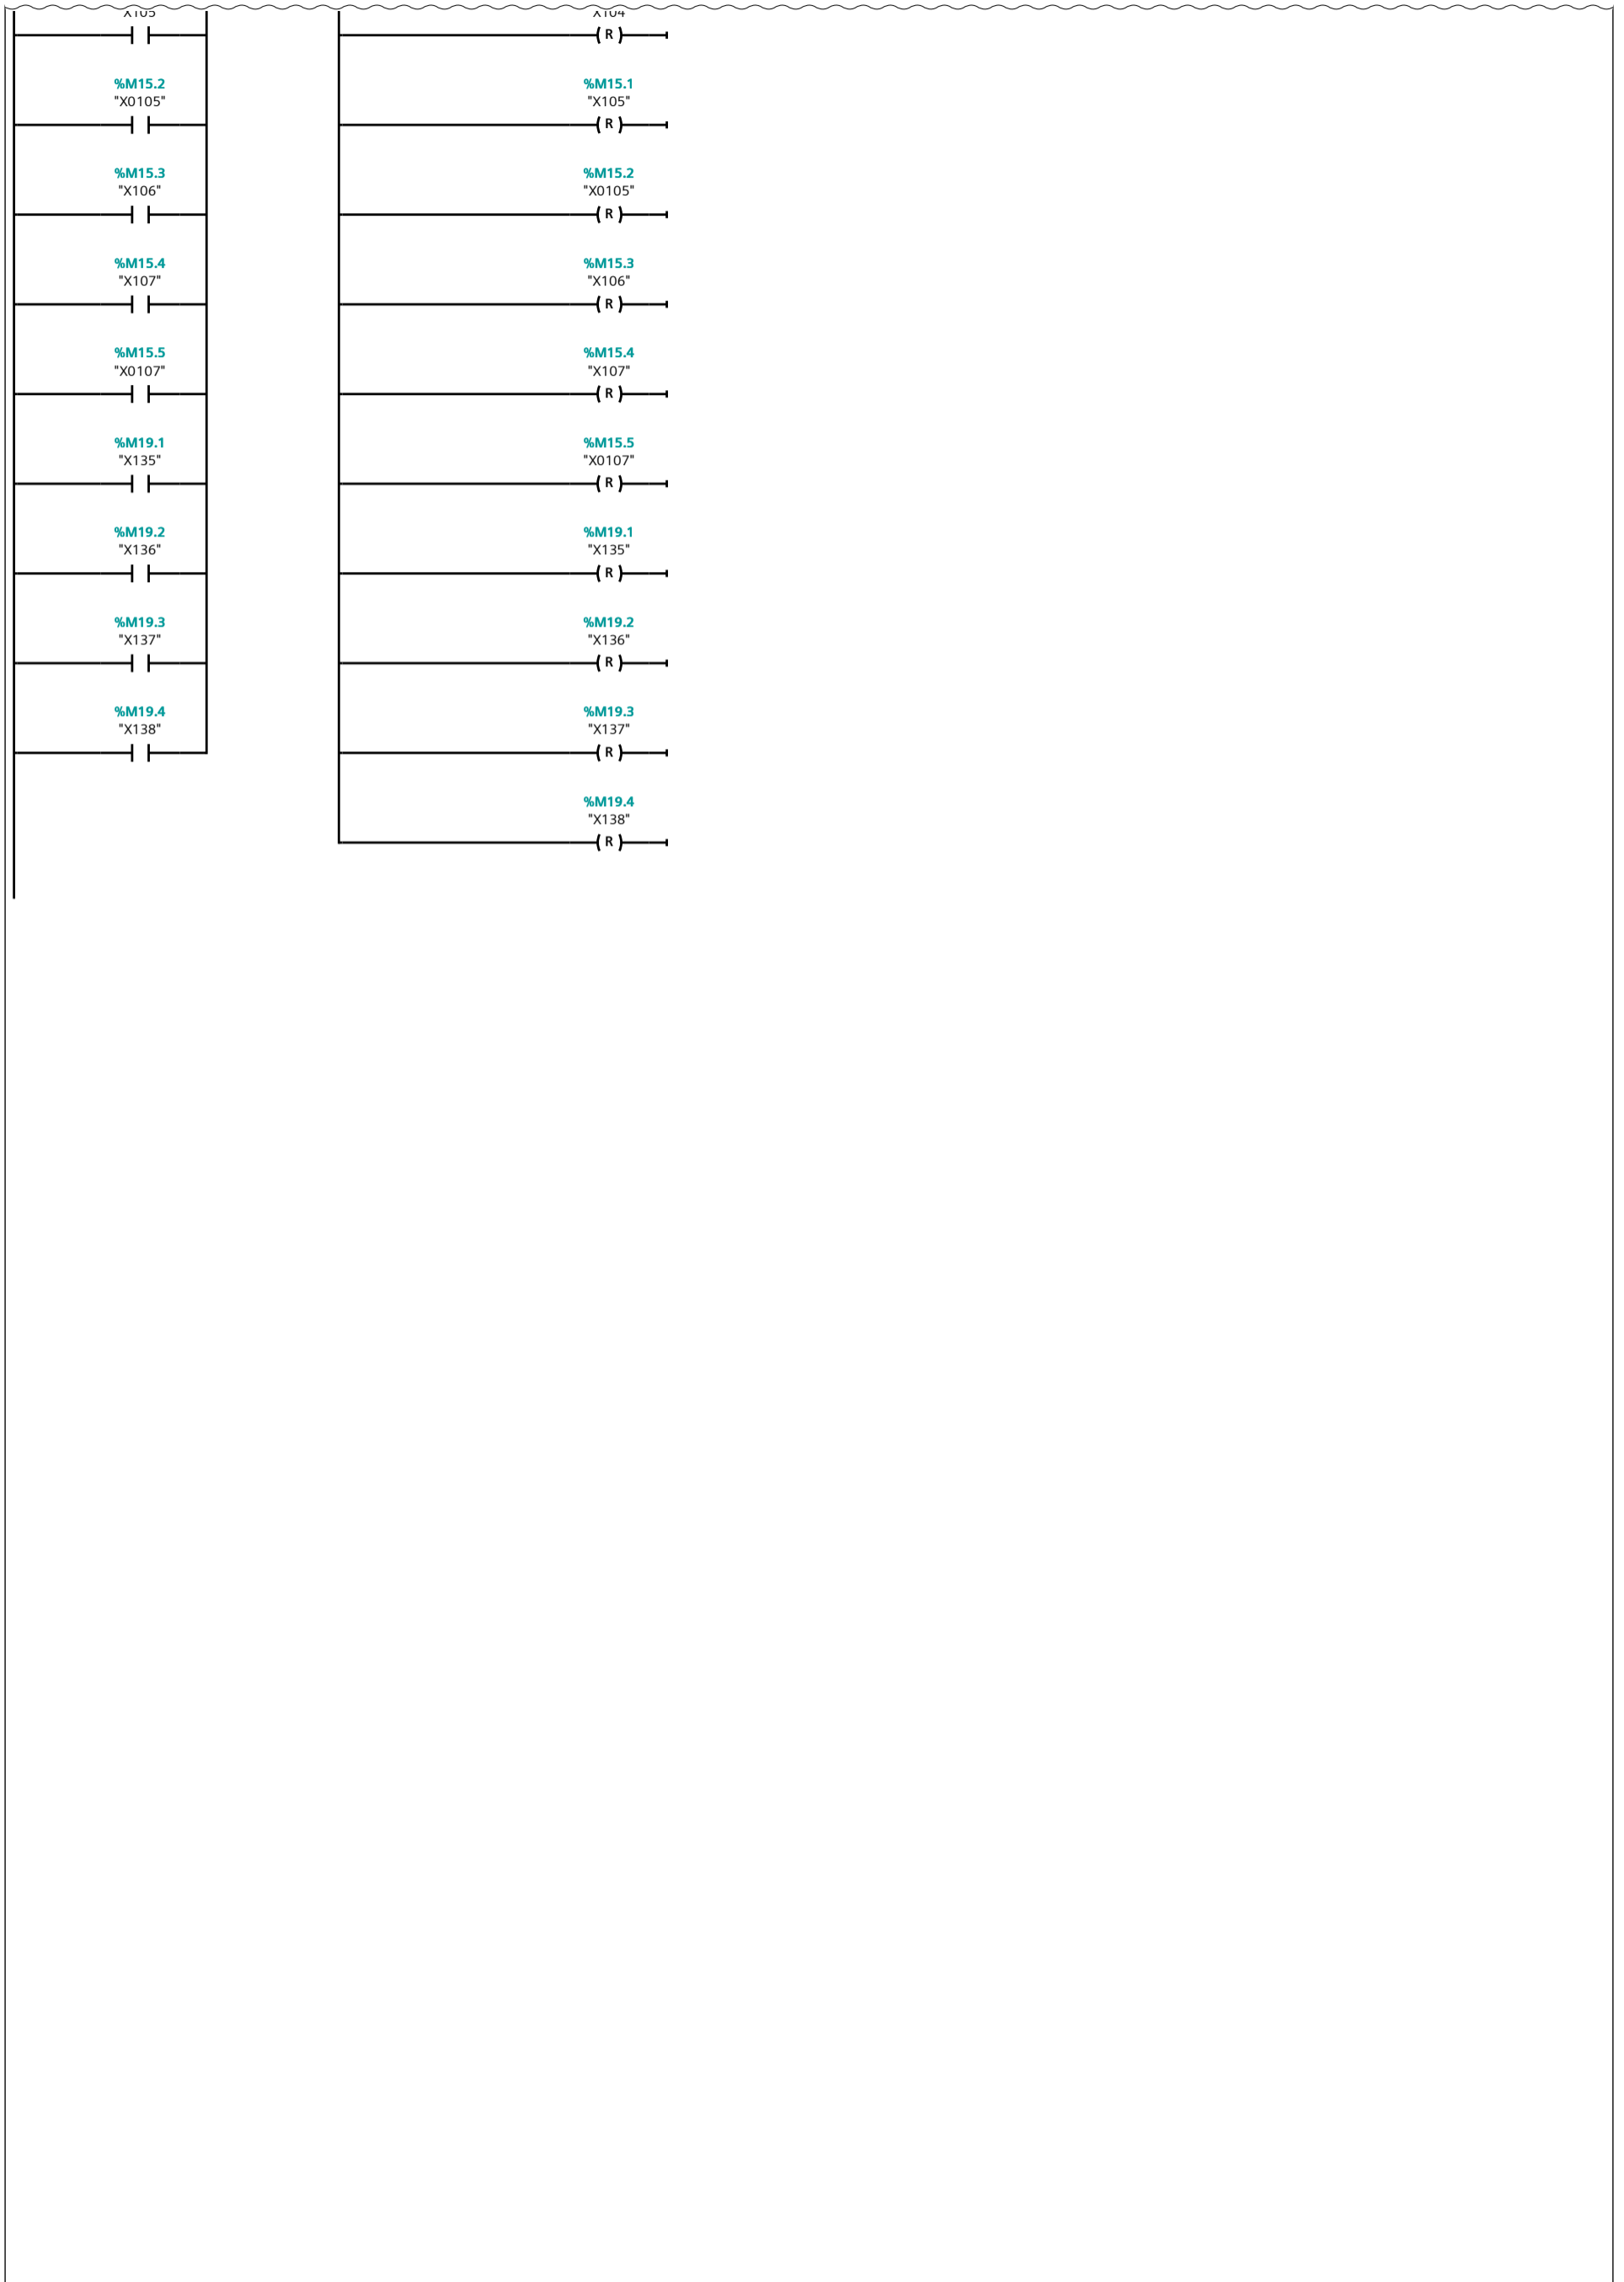 X105
X104
R
%M15.2
"X0105"
%M15.1
"X105"
R
%M15.3
"X106"
%M15.2
"X0105"
R
%M15.4
"X107"
%M15.3
"X106"
R
%M15.5
"X0107"
%M15.4
"X107"
R
%M19.1
"X135"
%M15.5
"X0107"
R
%M19.2
"X136"
%M19.1
"X135"
R
%M19.3
"X137"
%M19.2
"X136"
R
%M19.4
"X138"
%M19.3
"X137"
R
%M19.4
"X138"
R